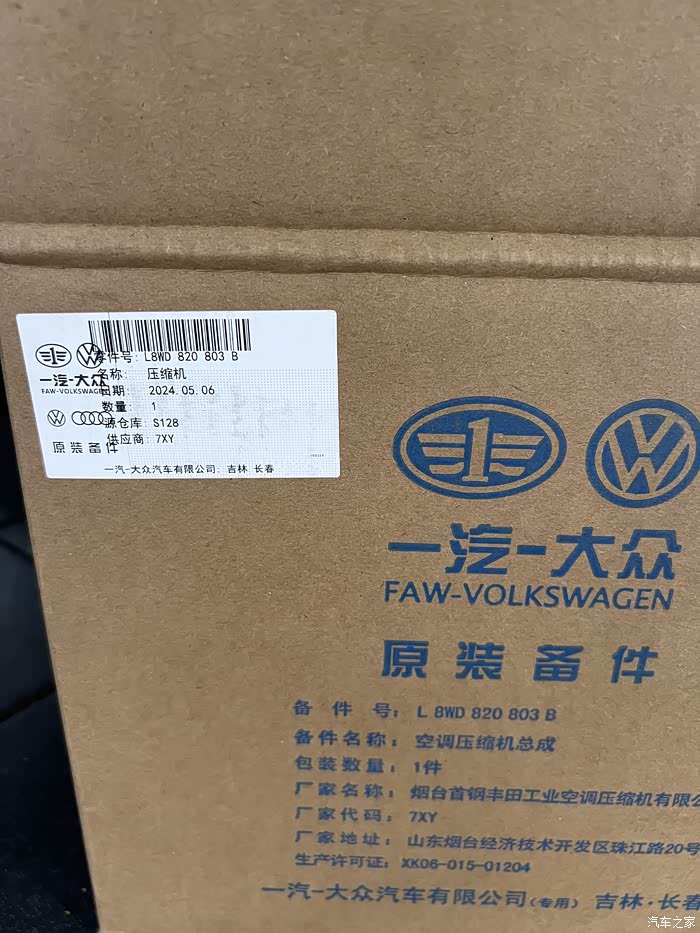 备件号: L8WD 820 803 B
名称: 压缩机
一汽-大众
FAW-VOLKSWAGEN
日期: 2024.05.06
数量: 1
源仓库: S128
供应商: 7XY
原装备件
一汽-大众汽车有限公司: 吉林 长春
1
一汽-大众
FAW-VOLKSWAGEN
原装备件
备件号: L 8WD 820 803 B
备件名称: 空调压缩机总成
包装数量: 1件
厂家名称: 烟台首钢丰田工业空调压缩机有限公
厂家代码: 7XY
厂家地址: 山东烟台经济技术开发区珠江路20号
生产许可证: XK06-015-01204
一汽-大众汽车有限公司(专用) 吉林·长春
汽车之家